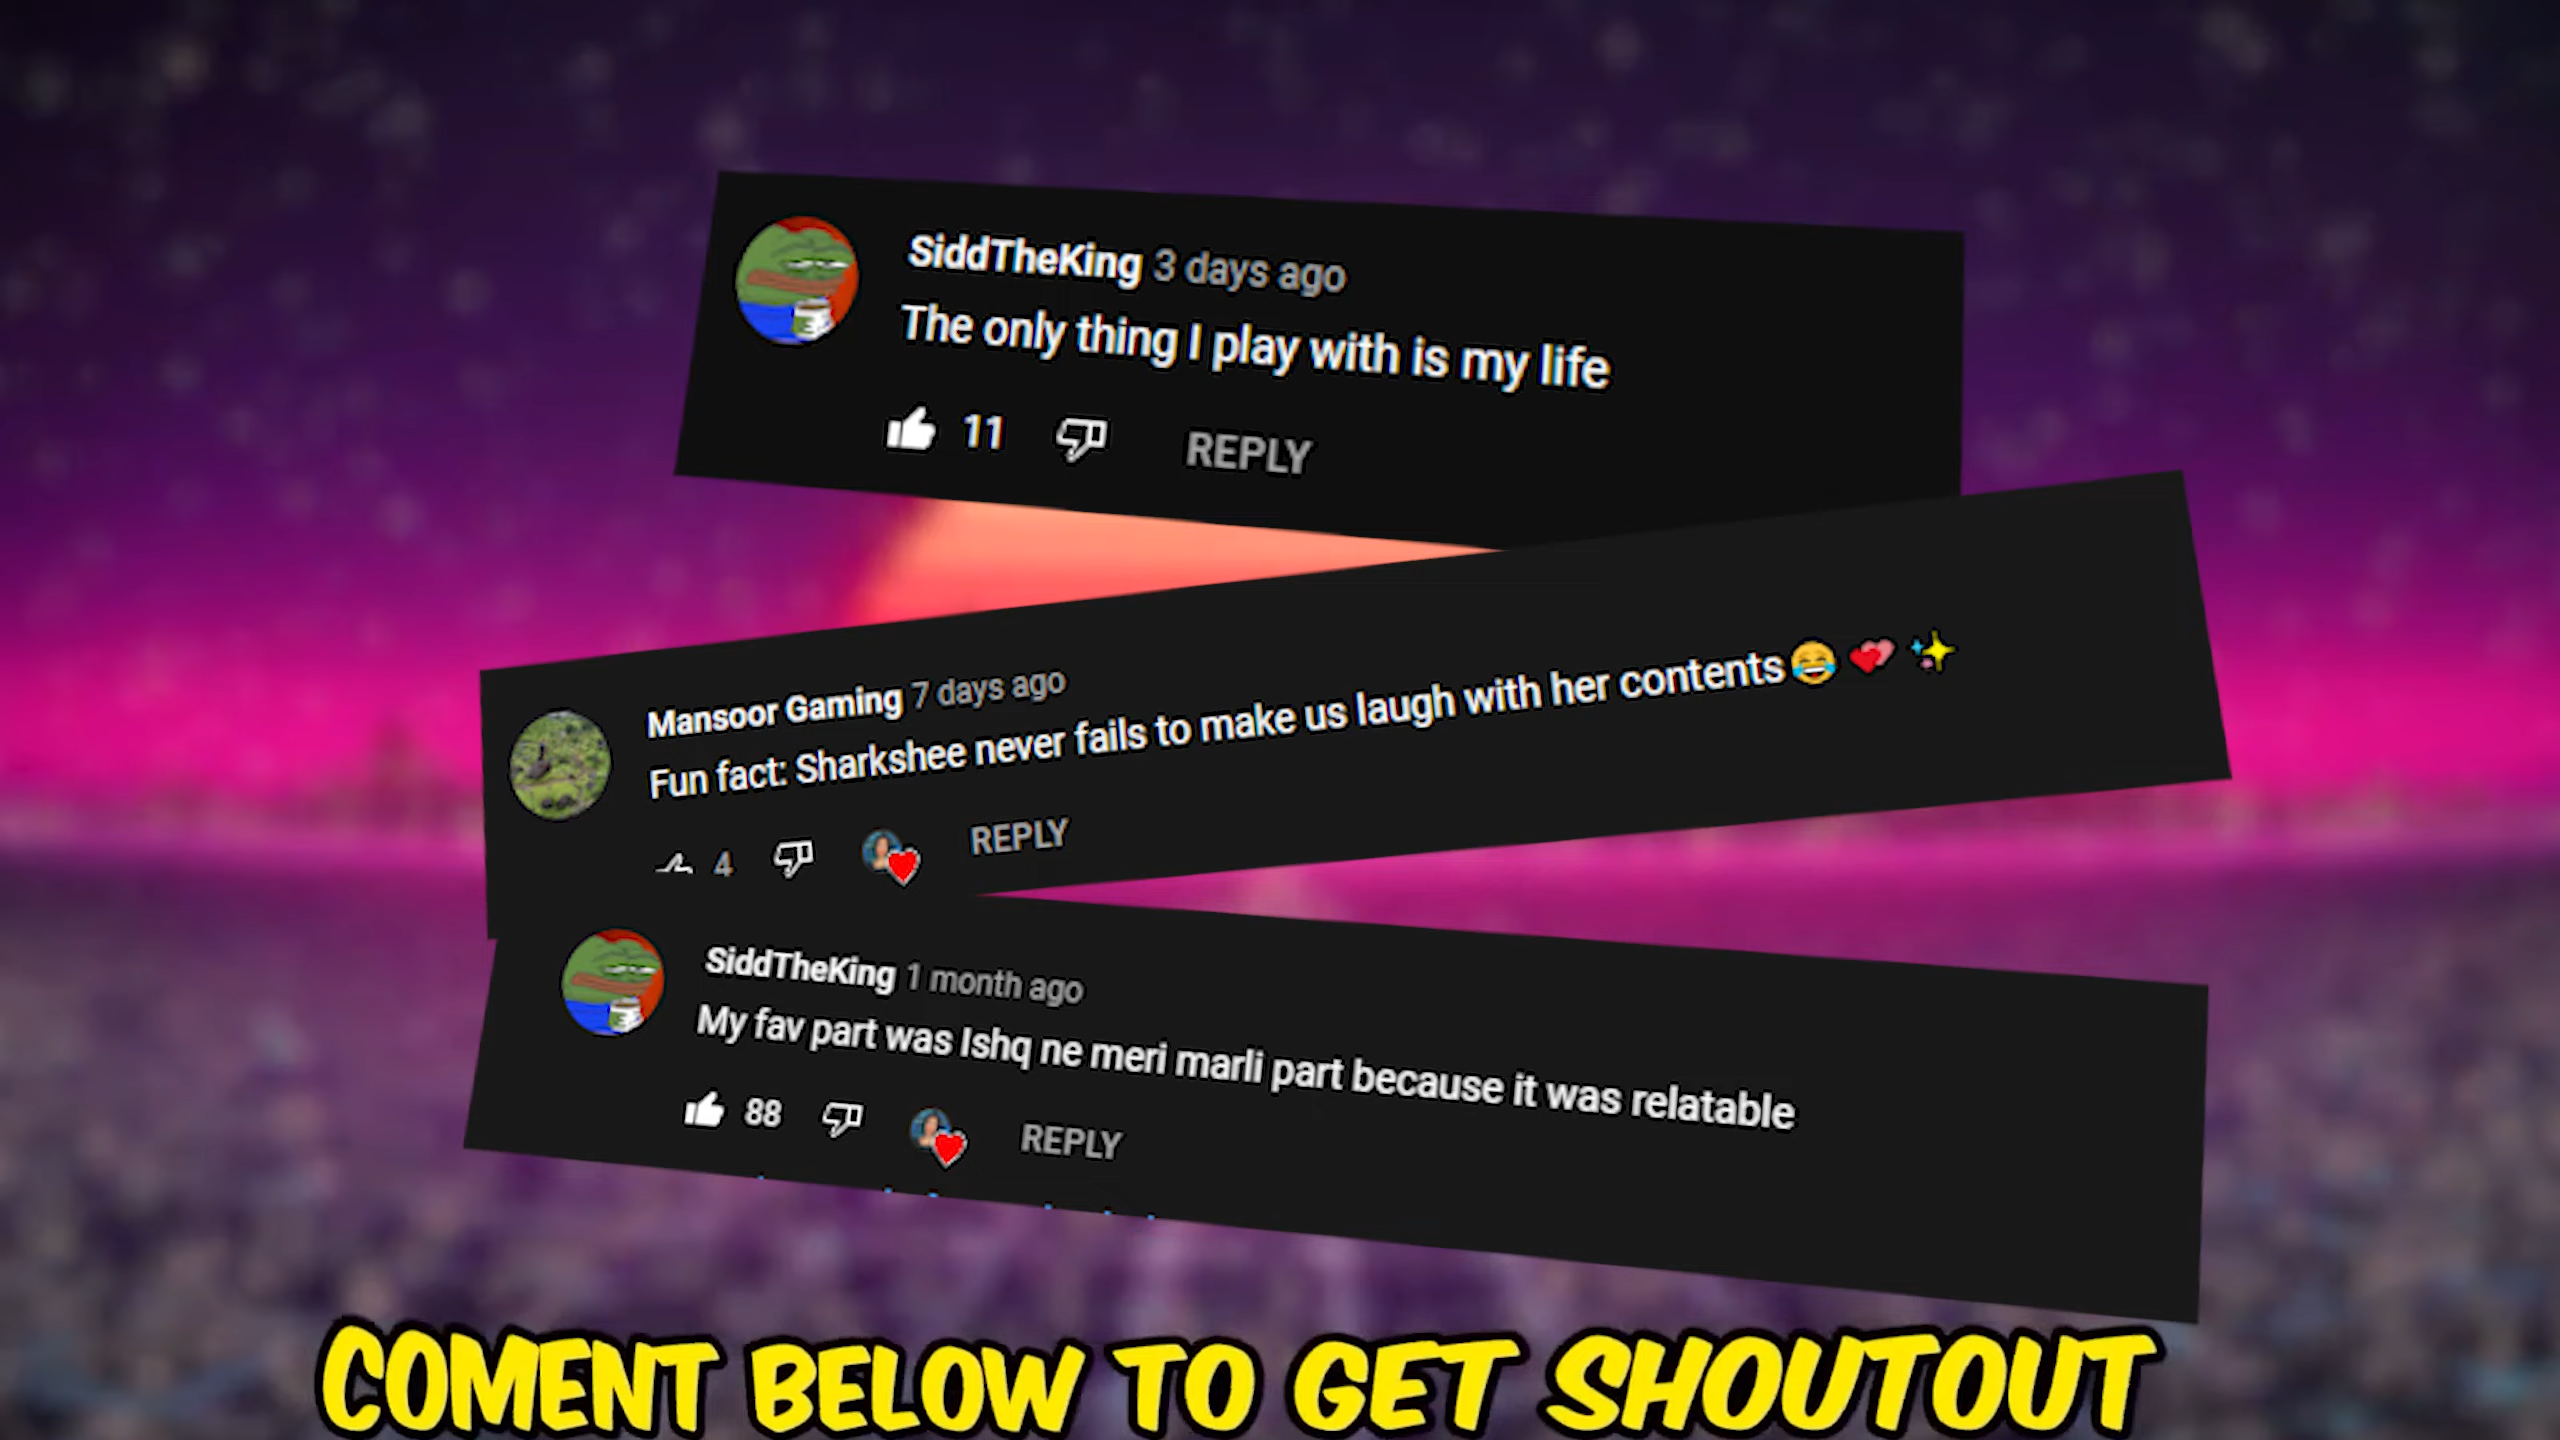 SiddTheKing 3 days ago
The only thing I play with is my life
11 REPLY
Mansoor Gaming 7 days ago
Fun fact: Sharkshee never fails to make us laugh with her contents😂💕✨
4 REPLY
SiddTheKing 1 month ago
My fav part was Ishq ne meri marli part because it was relatable
88 REPLY
COMENT BELOW TO GET SHOUTOUT